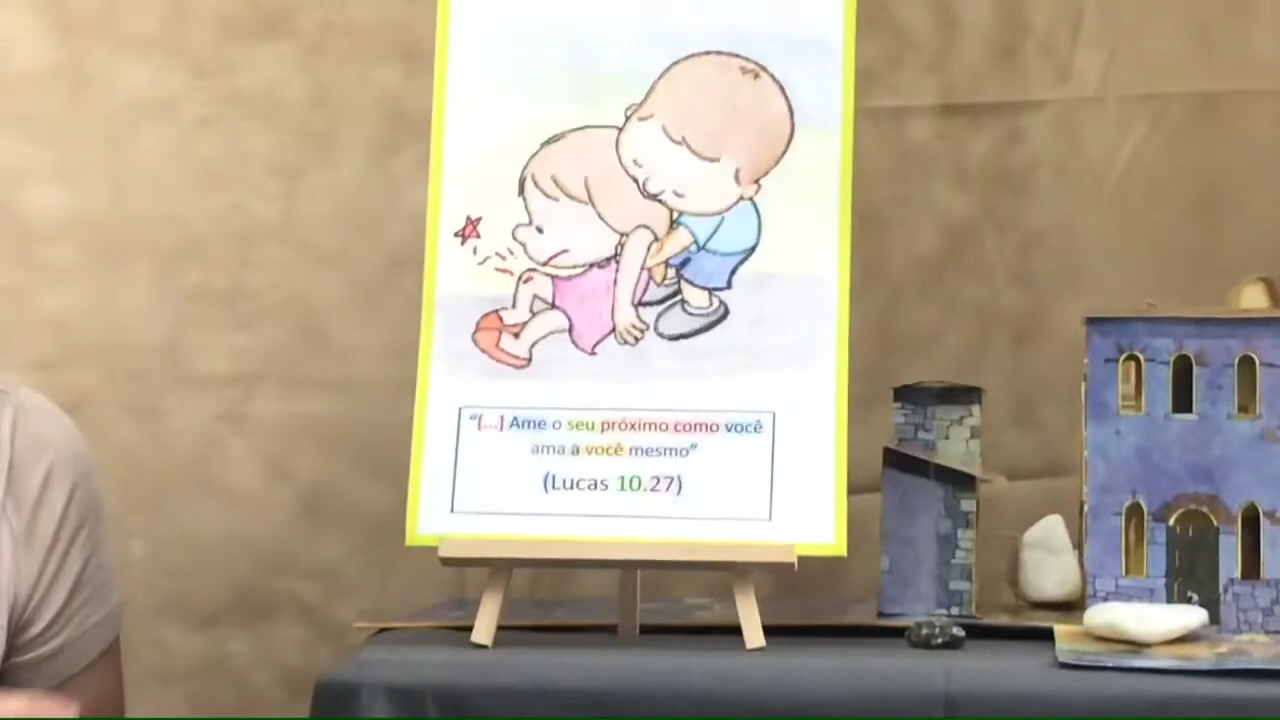 “[...] Ame o seu próximo como você
ama a você mesmo”
(Lucas 10.27)